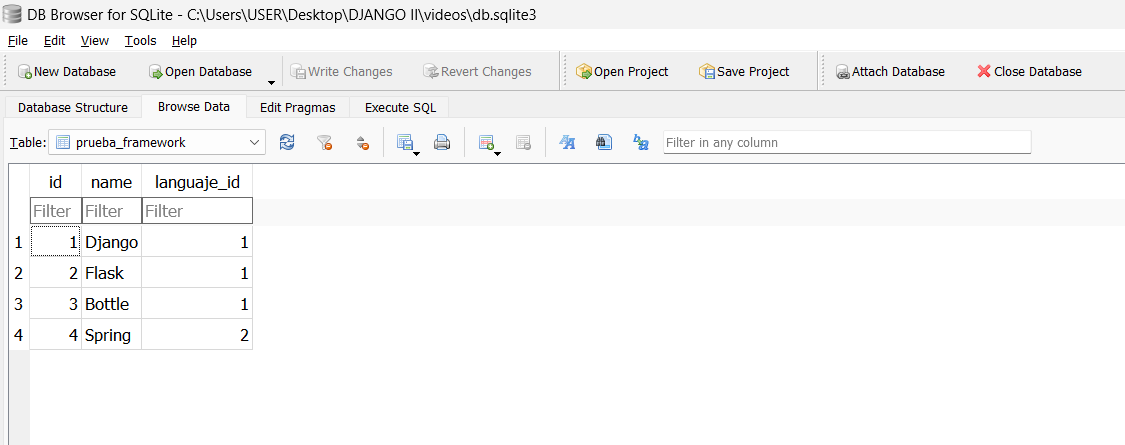 DB Browser for SQLite - C:\Users\USER\Desktop\DJANGO II\videos\db.sqlite3
File Edit View Tools Help
New Database Open Database Write Changes Revert Changes Open Project Save Project Attach Database Close Database
Database Structure Browse Data Edit Pragmas Execute SQL
Table: prueba_framework Filter in any column
id name languaje_id
Filter Filter Filter
1 1 Django 1
2 2 Flask 1
3 3 Bottle 1
4 4 Spring 2